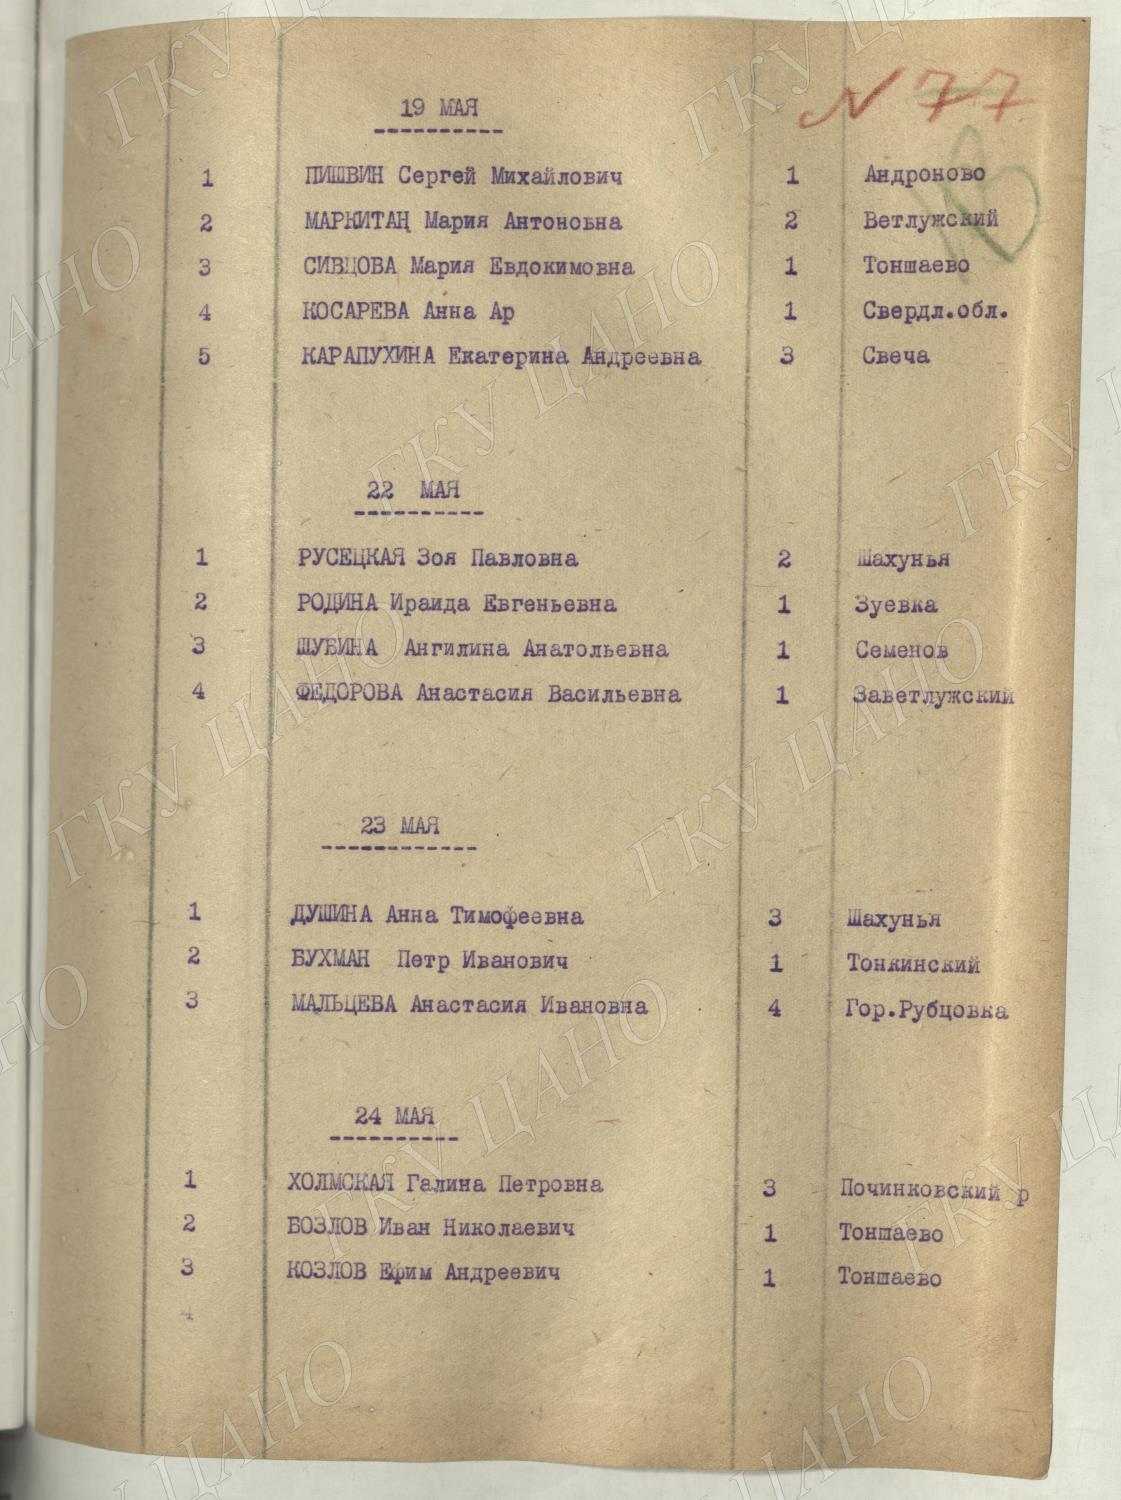 № 77
19 МАЯ
1 ПИШВИН Сергей Михайлович 1 Андроново
2 МАРКИТАН Мария Антоновна 2 Ветлужский
3 СИВЦОВА Мария Евдокимовна 1 Тоншаево
4 КОСАРЕВА Анна Ар 1 Свердл.обл.
5 КАРАПУХИНА Екатерина Андреевна 3 Свеча
22 МАЯ
1 РУСЕЦКАЯ Зоя Павловна 2 Шахунья
2 РОДИНА Ираида Евгеньевна 1 Зуевка
3 ШУБИНА Ангилина Анатольевна 1 Семенов
4 ФЕДОРОВА Анастасия Васильевна 1 Заветлужский
23 МАЯ
1 ДУШИНА Анна Тимофеевна 3 Шахунья
2 БУХМАН Петр Иванович 1 Тонкинский
3 МАЛЬЦЕВА Анастасия Ивановна 4 Гор.Рубцовка
24 МАЯ
1 ХОЛМСКАЯ Галина Петровна 3 Починковский р
2 БОЗЛОВ Иван Николаевич 1 Тоншаево
3 КОЗЛОВ Ефим Андреевич 1 Тоншаево
4
ГКУ ЦАНО